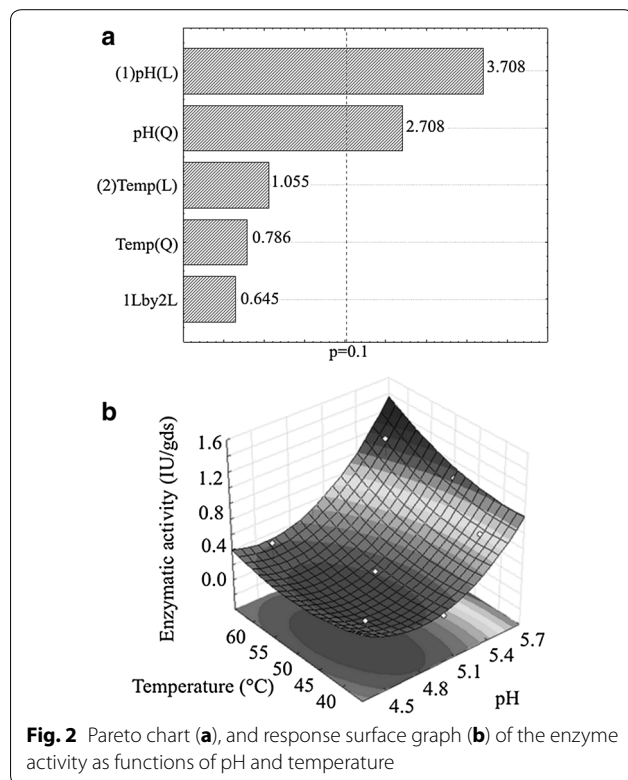 a
(1)pH(L)
3.708
pH(Q)
2.708
(2)Temp(L)
1.055
Temp(Q)
0.786
1Lby2L
0.645
p=0.1
b
Enzymatic activity (IU/gds)
1.6
1.2
0.8
0.4
0.0
60
55
50
45
40
Temperature (°C)
4.5
4.8
5.1
5.4
5.7
pH
Fig. 2 Pareto chart (a), and response surface graph (b) of the enzyme
activity as functions of pH and temperature